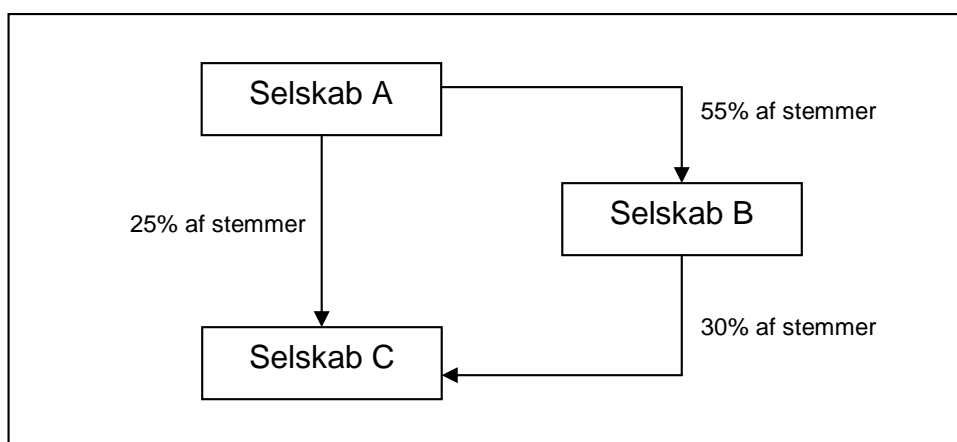 Selskab A
55% af stemmer
Selskab B
25% af stemmer
30% af stemmer
Selskab C